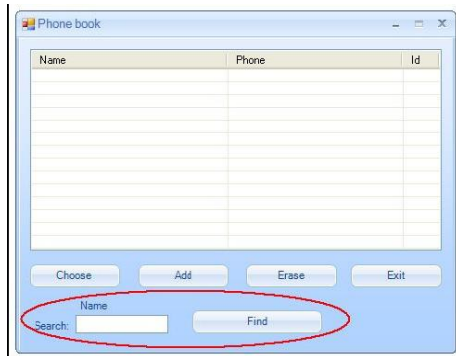 Phone book
Name Phone Id
Choose Add Erase Exit
Name
Search: Find